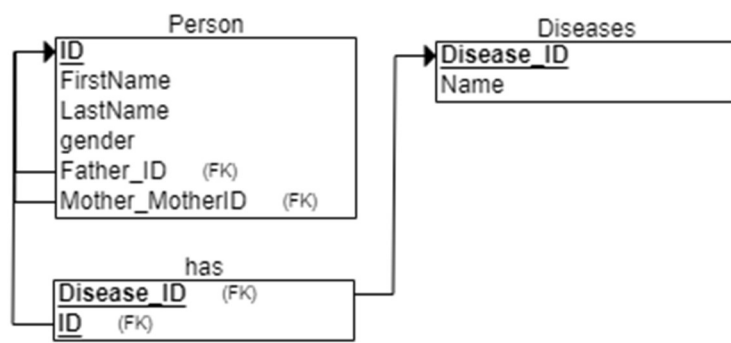 Person
ID
FirstName
LastName
gender
Father_ID (FK)
Mother_MotherID (FK)
Diseases
Disease_ID
Name
has
Disease_ID (FK)
ID (FK)